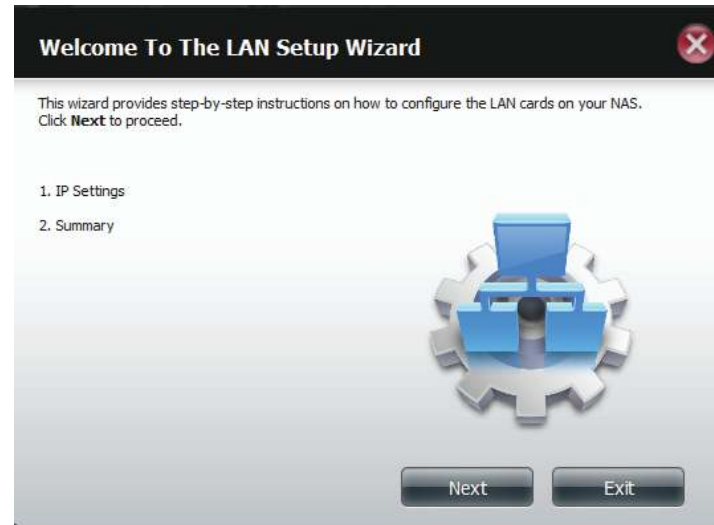 Welcome To The LAN Setup Wizard
This wizard provides step-by-step instructions on how to configure the LAN cards on your NAS.
Click Next to proceed.
1. IP Settings
2. Summary
Next
Exit